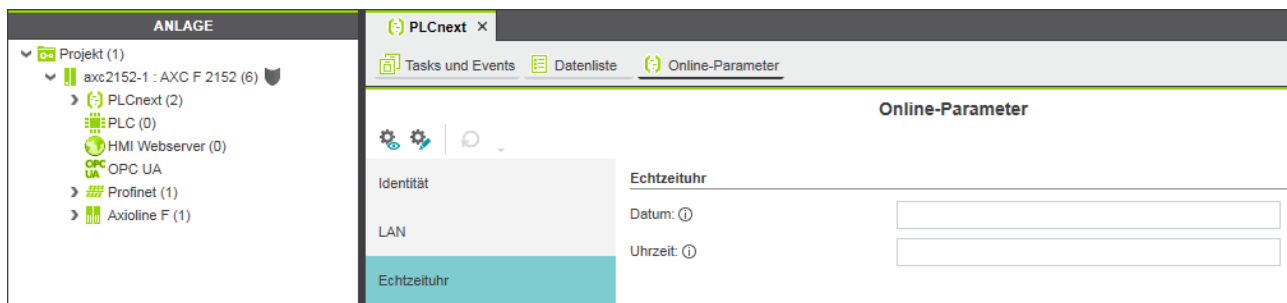 ANLAGE
Projekt (1)
axc2152-1 : AXC F 2152 (6)
PLCnext (2)
PLC (0)
HMI Webserver (0)
OPC UA OPC UA
Profinet (1)
Axioline F (1)
PLCnext ×
Tasks und Events Datenliste Online-Parameter
Online-Parameter
Identität
LAN
Echtzeituhr
Echtzeituhr
Datum:
Uhrzeit: